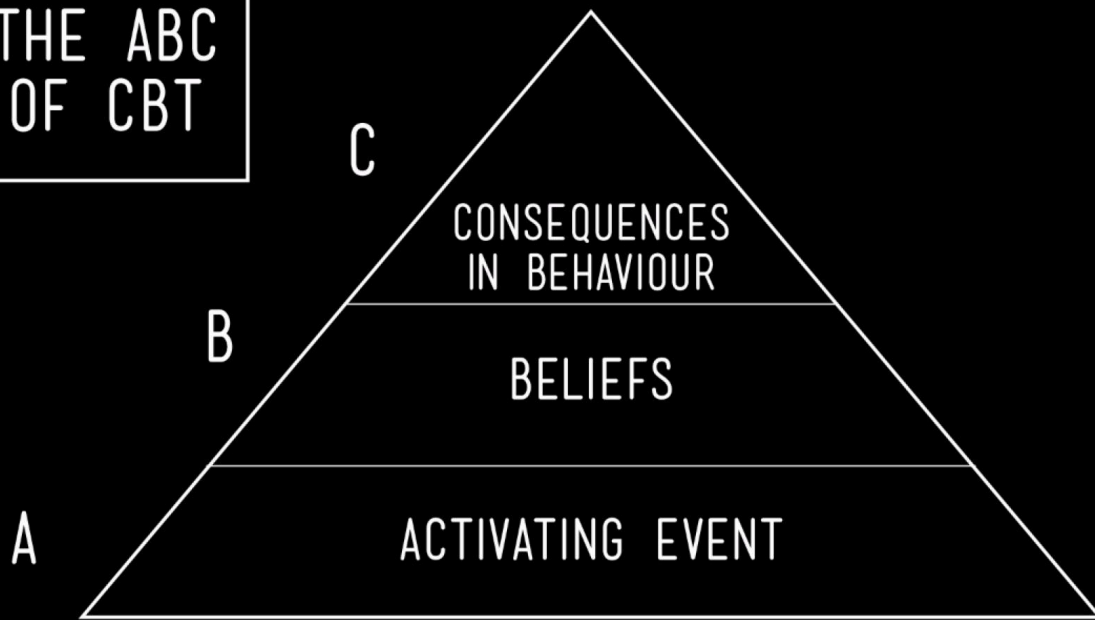 THE ABC
OF CBT
C
CONSEQUENCES
IN BEHAVIOUR
B
BELIEFS
A
ACTIVATING EVENT